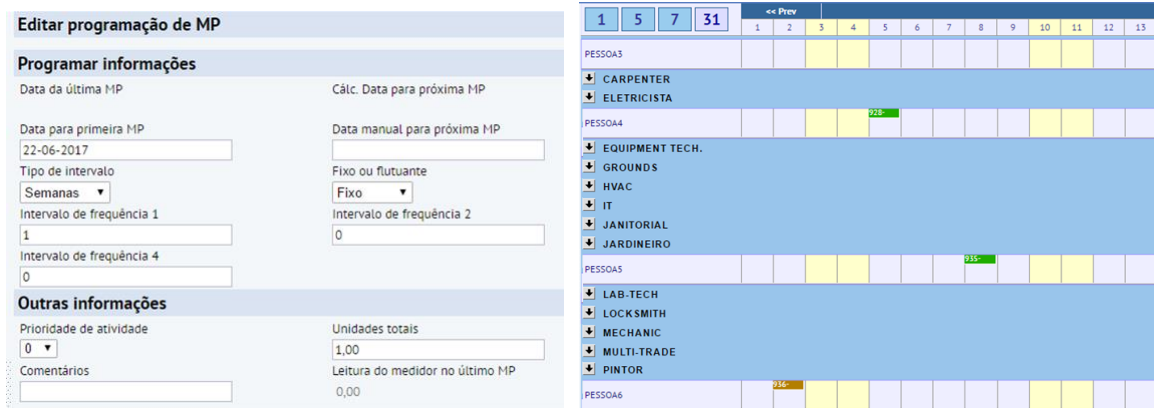 Editar programação de MP
Programar informações
Data da última MP Cálc. Data para próxima MP
Data para primeira MP Data manual para próxima MP
22-06-2017
Tipo de intervalo Fixo ou flutuante
Semanas Fixo
Intervalo de frequência 1 Intervalo de frequência 2
1 0
Intervalo de frequência 4
0
Outras informações
Prioridade de atividade Unidades totais
0 1,00
Comentários Leitura do medidor no último MP
0,00
<< Prev
1 5 7 31
1 2 3 4 5 6 7 8 9 10 11 12 13
PESSOA3
CARPENTER
ELETRICISTA
928-
PESSOA4
EQUIPMENT TECH.
GROUNDS
HVAC
IT
JANITORIAL
JARDINEIRO
935-
PESSOA5
LAB-TECH
LOCKSMITH
MECHANIC
MULTI-TRADE
PINTOR
936-
PESSOA6